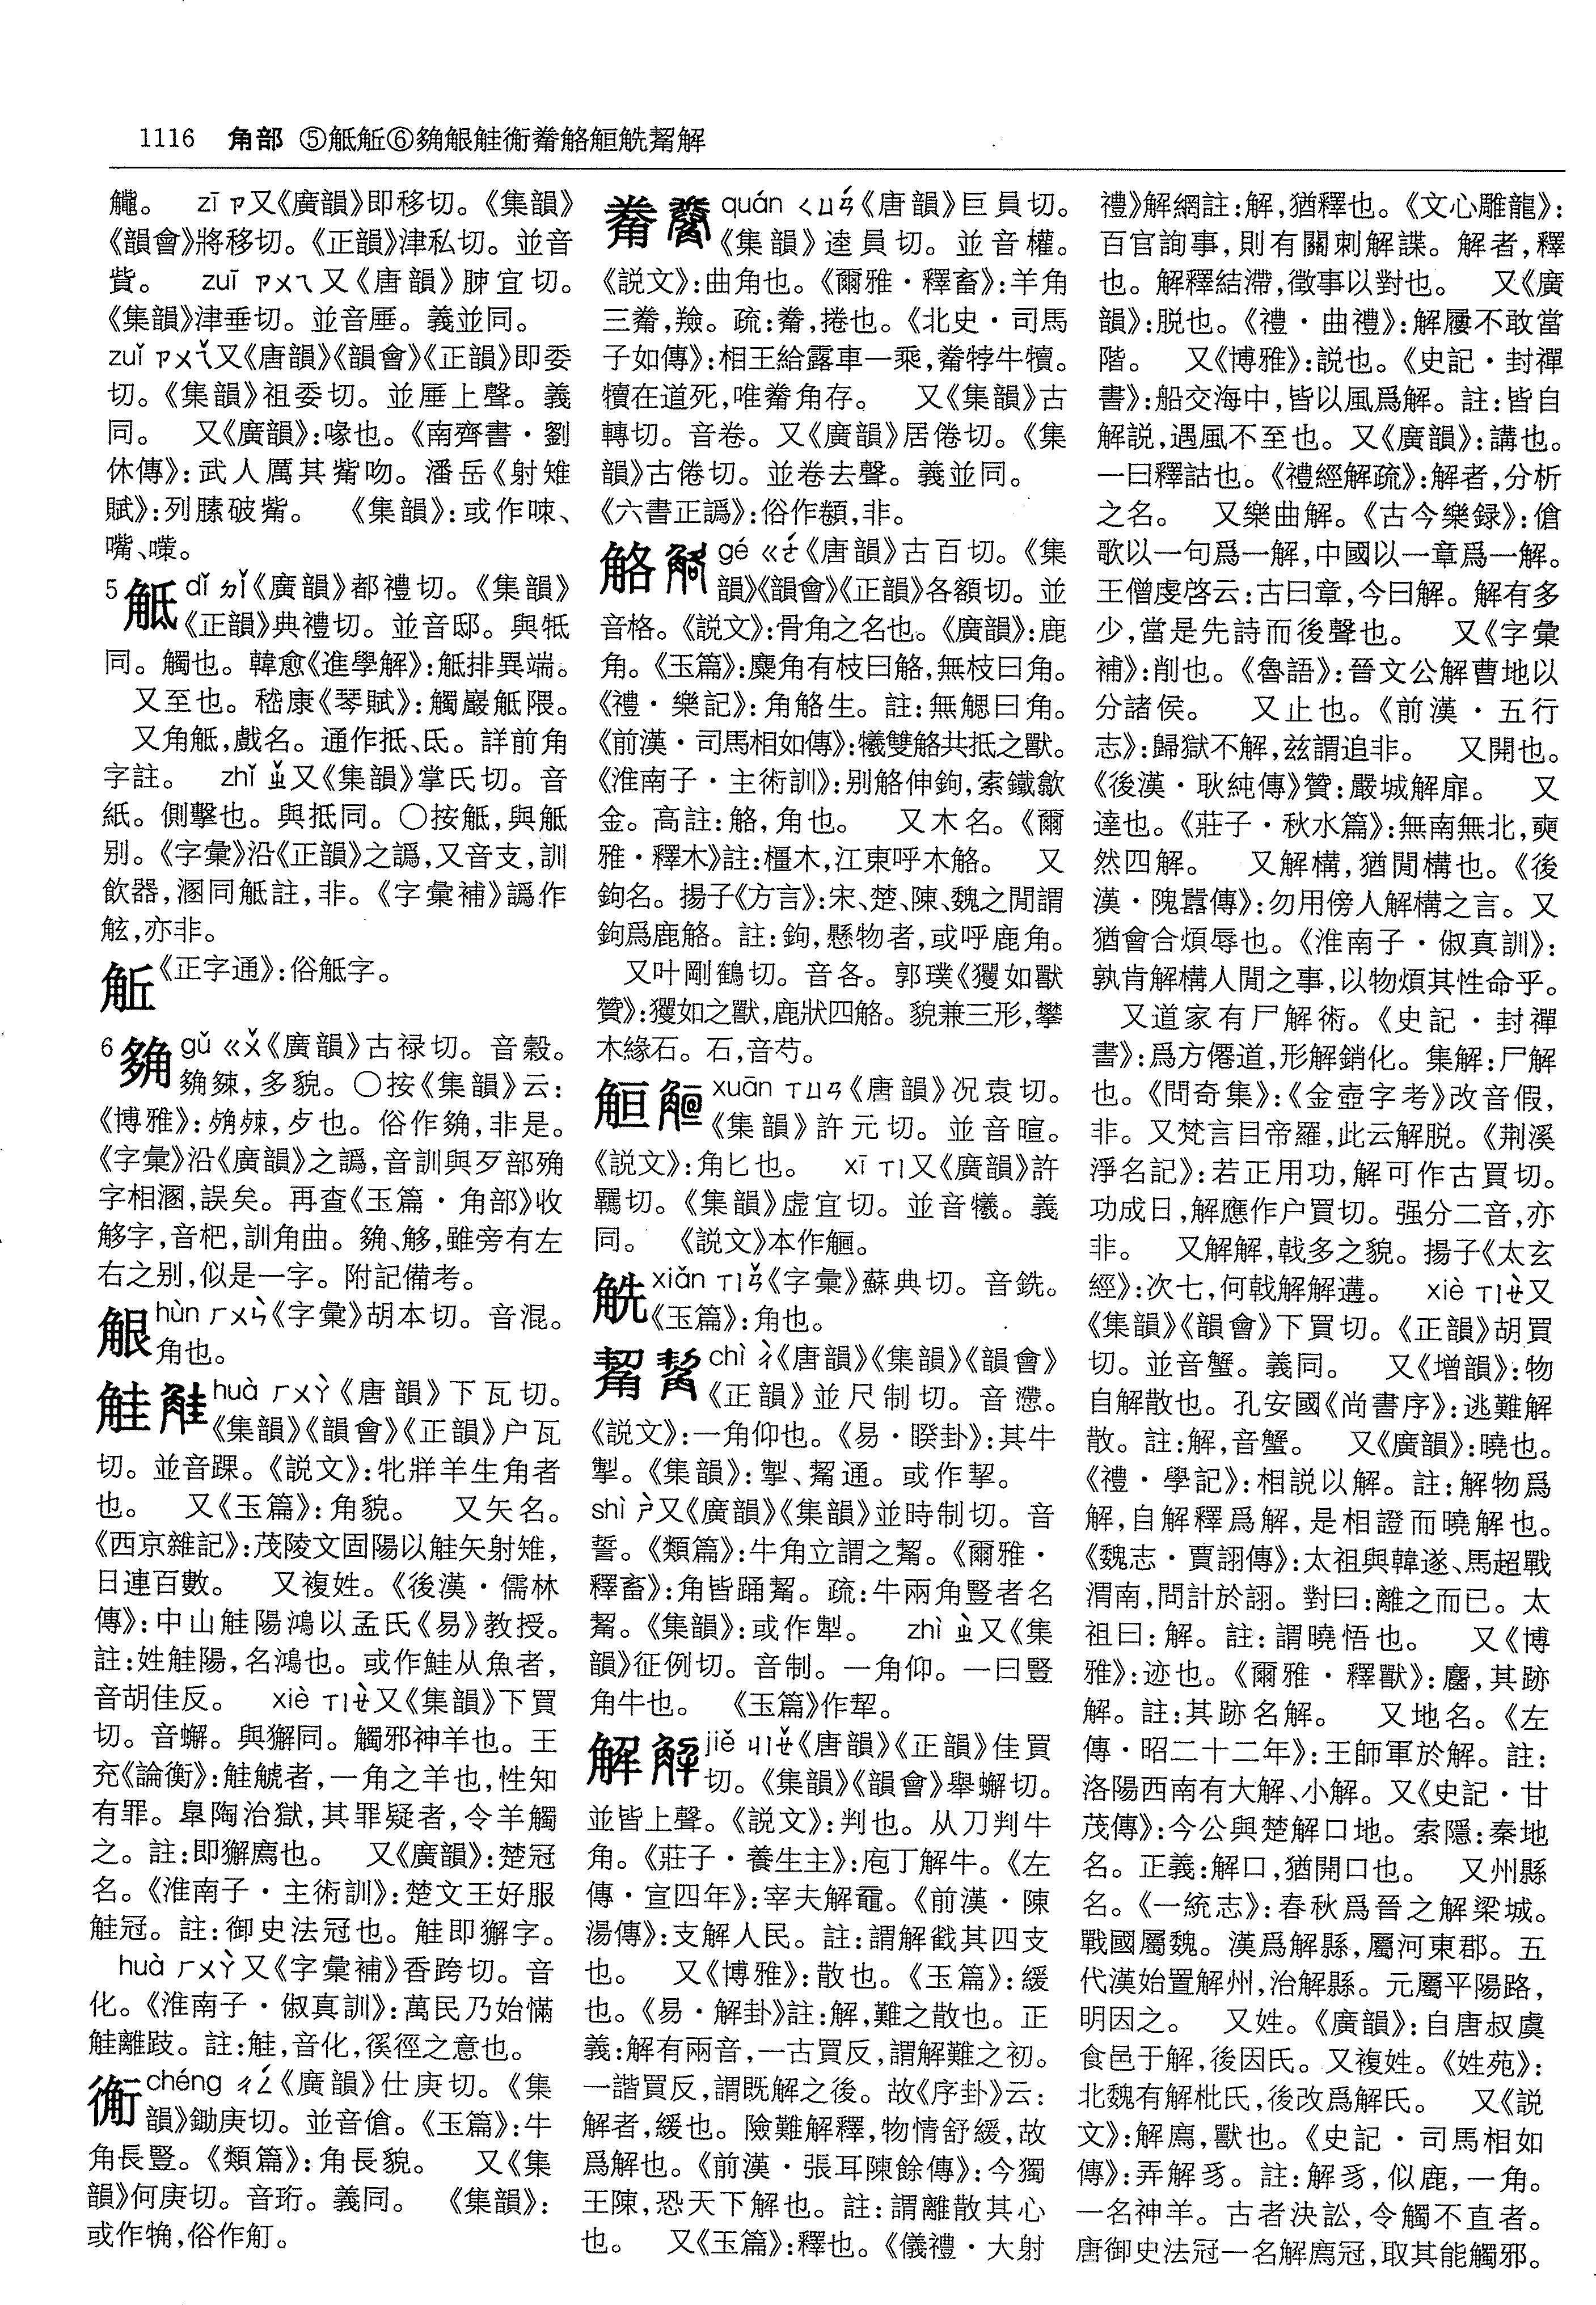 1116 角部 ⑤觝䚗⑥䚇䚠觟衜觠觡觛觤觢解
觿。 zī ㄗ又《廣韻》即移切。《集韻》
《韻會》將移切。《正韻》津私切。並音
貲。 zuī ㄗㄨㄟ又《唐韻》
《集韻》津垂切。並音厜。義並同。
zuǐ ㄗㄨㄟˇ又《唐韻》《韻會》《正韻》即委
切。《集韻》祖委切。並厜上聲。義
同。 又《廣韻》:喙也。《南齊書·劉
休傳》:武人厲其觜吻。潘岳《射雉
賦》:列膆破觜。 《集韻》:或作㖩、
嘴、㗱。
5 觝 dǐ ㄉㄧˇ《廣韻》都禮切。《集韻》
《正韻》典禮切。並音邸。與牴
同。觸也。韓愈《進學解》:觝排異端。
又至也。嵇康《琴賦》:觸巖觝隈。
又角觝,戲名。通作抵、氐。詳前角
字註。 zhǐ ㄓˇ又《集韻》掌氏切。音
紙。側擊也。與抵同。〇按觝,與觗
别。《字彙》沿《正韻》之譌,又音支,訓
飲器,溷同觗註,非。《字彙補》譌作
,亦非。
《正字通》:俗觝字。
6 gǔ ㄍㄨˇ《廣韻》古禄切。音縠。
多貌。〇按《集韻》云:
《博雅》:歺也。俗作,非是。
《字彙》沿《廣韻》之譌,音訓與歹部
字相溷,誤矣。再查《玉篇·角部》收
字,音杷,訓角曲。雖旁有左
右之别,似是一字。附記備考。
hùn ㄏㄨㄣˋ《字彙》胡本切。音混。
角也。
觟 huà ㄏㄨㄚˋ《唐韻》下瓦切。
《集韻》《韻會》《正韻》户瓦
切。並音踝。《説文》:牝牂羊生角者
也。 又《玉篇》:角貌。 又矢名。
《西京雜記》:茂陵文固陽以觟矢射雉,
日連百數。 又複姓。《後漢·儒林
傳》:中山觟陽鴻以孟氏《易》教授。
註:姓觟陽,名鴻也。或作鮭从魚者,
音胡佳反。 xiè ㄒㄧㄝˋ又《集韻》下買
切。音蠏。與獬同。觸邪神羊也。王
充《論衡》:觟䚦者,一角之羊也,性知
有罪。臯陶治獄,其罪疑者,令羊觸
之。註:即獬廌也。 又《廣韻》:楚冠
名。《淮南子·主術訓》:楚文王好服
觟冠。註:御史法冠也。觟即獬字。
huà ㄏㄨㄚˋ又《字彙補》香跨切。音
化。《淮南子·俶真訓》:萬民乃始慲
觟離跂。註:觟,音化,徯徑之意也。
chéng ㄔㄥˊ《廣韻》仕庚切。《集
韻》鋤庚切。並音傖。《玉篇》:牛
角長豎。《類篇》:角長貌。 又《集
韻》何庚切。音珩。義同。 《集韻》:
或作,俗作。
觠 quán ㄑㄩㄢˊ《唐韻》巨員切。
《集韻》逵員切。並音權。
《説文》:曲角也。《爾雅·釋畜》:羊角
三觠,羷。疏:觠,捲也。《北史·司馬
子如傳》:相王給露車一乘,觠牸牛犢。
犢在道死,唯觠角存。 又《集韻》古
轉切。音卷。又《廣韻》居倦切。《集
韻》古倦切。並卷去聲。義並同。
《六書正譌》:俗作,非。
觡 gé ㄍㄜˊ《唐韻》古百切。《集
韻》《韻會》《正韻》各額切。並
音格。《説文》:骨角之名也。《廣韻》:鹿
角。《玉篇》:麋角有枝曰觡,無枝曰角。
《禮·樂記》:角觡生。註:無䚡曰角。
《前漢·司馬相如傳》:犧雙觡共抵之獸。
《淮南子·主術訓》:别觡伸鉤,索鐵歙
金。高註:觡,角也。 又木名。《爾
雅·釋木》註:橿木,江東呼木觡。 又
鉤名。揚子《方言》:宋、楚、陳、魏之閒謂
鉤爲鹿觡。註:鉤,懸物者,或呼鹿角。
又叶剛鶴切。音各。郭璞《玃如獸
贊》:玃如之獸,鹿狀四觡。貌兼三形,攀
木緣石。石,音芍。
觛 xuān ㄒㄩㄢ《唐韻》况袁切。
《集韻》許元切。並音暄。
《説文》:角匕也。 xī ㄒㄧ又《廣韻》許
羈切。《集韻》虚宜切。並音犧。義
同。 《説文》本作。
xiǎn ㄒㄧㄢˇ《字彙》蘇典切。音銑。
《玉篇》:角也。
觢 chì ㄔˋ《唐韻》《集韻》《韻會》
《正韻》並尺制切。音懘。
《説文》:一角仰也。《易·睽卦》:其牛
掣。《集韻》:掣、觢通。或作挈。
shì ㄕˋ又《廣韻》《集韻》並時制切。音
誓。《類篇》:牛角立謂之觢。《爾雅·
釋畜》:角皆踊觢。疏:牛兩角豎者名
觢。《集韻》:或作犁。 zhì ㄓˋ又《集
韻》征例切。音制。一角仰。一曰豎
角牛也。 《玉篇》作㸷。
解 jiě ㄐㄧㄝˇ《唐韻》《正韻》佳買
切。《集韻》《韻會》舉蠏切。
並皆上聲。《説文》:判也。从刀判牛
角。《莊子·養生主》:庖丁解牛。《左
傳·宣四年》:宰夫解黿。《前漢·陳
湯傳》:支解人民。註:謂解截其四支
也。 又《博雅》:散也。《玉篇》:緩
也。《易·解卦》註:解,難之散也。正
義:解有兩音,一古買反,謂解難之初。
一諧買反,謂既解之後。故《序卦》云:
解者,緩也。險難解釋,物情舒緩,故
爲解也。《前漢·張耳陳餘傳》:今獨
王陳,恐天下解也。註:謂離散其心
也。 又《玉篇》:釋也。《儀禮·大射
禮》解網註:解,猶釋也。《文心雕龍》:
百官詢事,則有關刺解諜。解者,釋
也。解釋結滯,徵事以對也。 又《廣
韻》:脱也。《禮·曲禮》:解屨不敢當
階。 又《博雅》:説也。《史記·封禪
書》:船交海中,皆以風爲解。註:皆自
解説,遇風不至也。又《廣韻》:講也。
一曰釋詁也。《禮經解疏》:解者,分析
之名。 又樂曲解。《古今樂録》:傖
歌以一句爲一解,中國以一章爲一解。
王僧虔啓云:古曰章,今曰解。解有多
少,當是先詩而後聲也。 又《字彙
補》:削也。《魯語》:晉文公解曹地以
分諸侯。 又止也。《前漢·五行
志》:歸獄不解,兹謂追非。 又開也。
《後漢·耿純傳》贊:嚴城解扉。 又
達也。《莊子·秋水篇》:無南無北,奭
然四解。 又解構,猶閒構也。《後
漢·隗囂傳》:勿用傍人解構之言。又
猶會合煩辱也。《淮南子·俶真訓》:
孰肯解構人閒之事,以物煩其性命乎。
又道家有尸解術。《史記·封禪
書》:爲方僊道,形解銷化。集解:尸解
也。《問奇集》:《金壺字考》改音假,
非。又梵言目帝羅,此云解脱。《荆溪
淨名記》:若正用功,解可作古買切。
功成日,解應作户買切。强分二音,亦
非。 又解解,戟多之貌。揚子《太玄
經》:次七,何戟解解遘。 xiè ㄒㄧㄝˋ又
《集韻》《韻會》下買切。《正韻》胡買
切。並音蟹。義同。 又《增韻》:物
自解散也。孔安國《尚書序》:逃難解
散。註:解,音蟹。 又《廣韻》:曉也。
《禮·學記》:相説以解。註:解物爲
解,自解釋爲解,是相證而曉解也。
《魏志·賈詡傳》:太祖與韓遂、馬超戰
渭南,問計於詡。對曰:離之而已。太
祖曰:解。註:謂曉悟也。 又《博
雅》:迹也。《爾雅·釋獸》:麕,其跡
解。註:其跡名解。 又地名。《左
傳·昭二十二年》:王師軍於解。註:
洛陽西南有大解、小解。又《史記·甘
茂傳》:今公與楚解口地。索隱:秦地
名。正義:解口,猶開口也。 又州縣
名。《一統志》:春秋爲晉之解梁城。
戰國屬魏。漢爲解縣,屬河東郡。五
代漢始置解州,治解縣。元屬平陽路,
明因之。 又姓。《廣韻》:自唐叔虞
食邑于解,後因氏。又複姓。《姓苑》:
北魏有解枇氏,後改爲解氏。 又《説
文》:解廌,獸也。《史記·司馬相如
傳》:弄解豸。註:解豸,似鹿,一角。
一名神羊。古者決訟,令觸不直者。
唐御史法冠一名解廌冠,取其能觸邪。